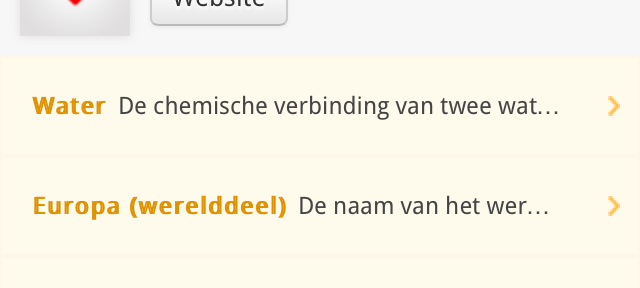 Website
Water De chemische verbinding van twee wat...
Europa (werelddeel) De naam van het wer...